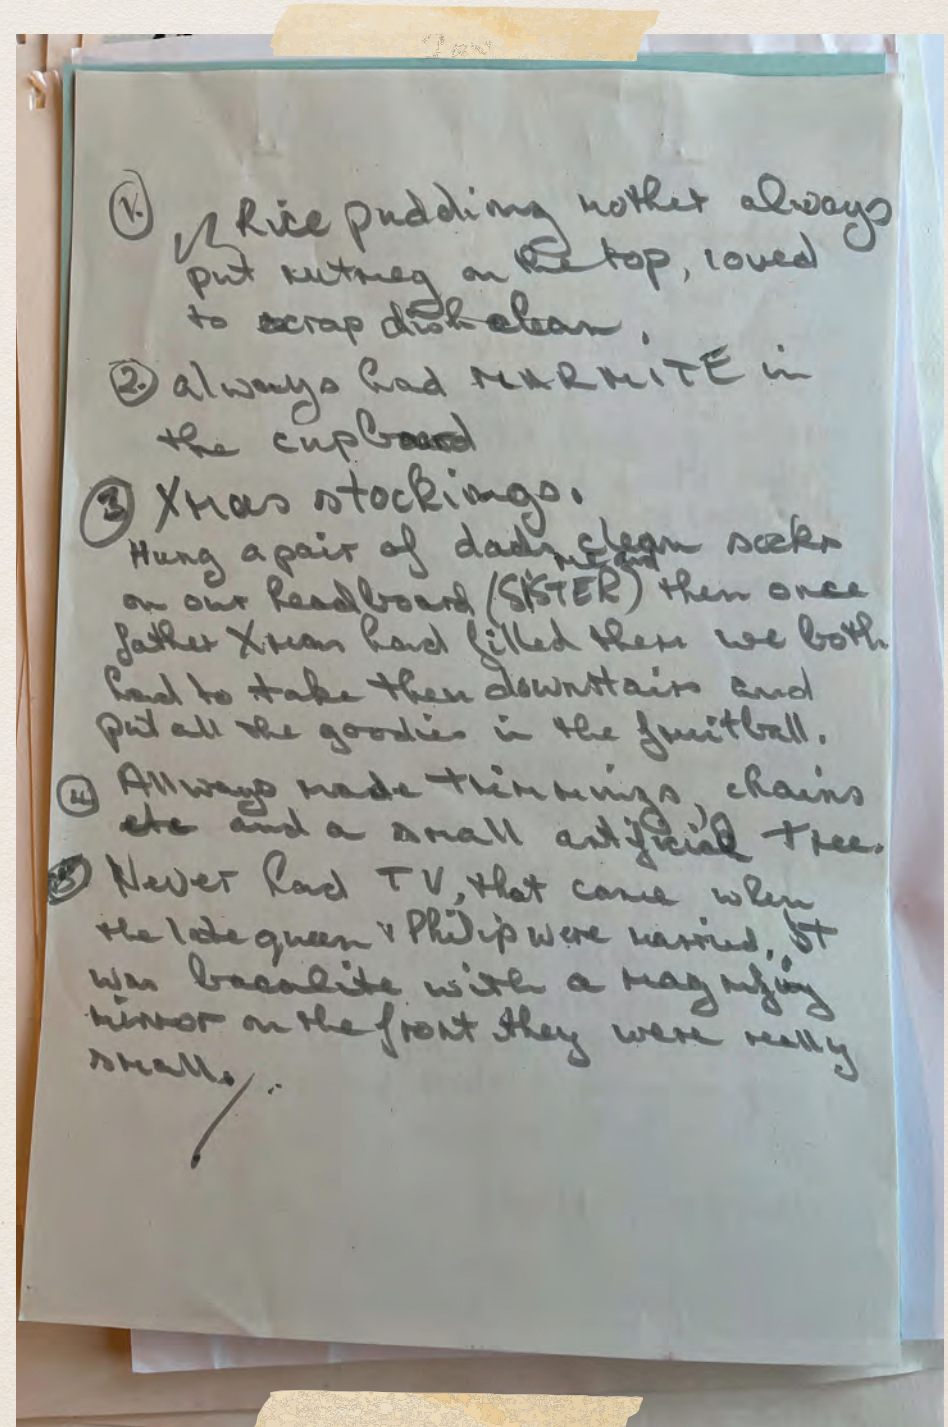 1. Rice pudding mother always
put nutmeg on the top, loved
to scrap dish clean.
2. always had MARMITE in
the cupboard
3 Xmas stockings.
Hung a pair of dads clean socks
me and
on our headboard (SISTER) then once
father Xmas had filled them we both
had to take them downstairs and
put all the goodies in the fruitball.
4 Allways made trimmings, chains
etc and a small artificial Tree.
5 Never had TV, that came when
the late queen & Philip were married. It
was bacalite with a magnifying
mirror on the front they were really
small.